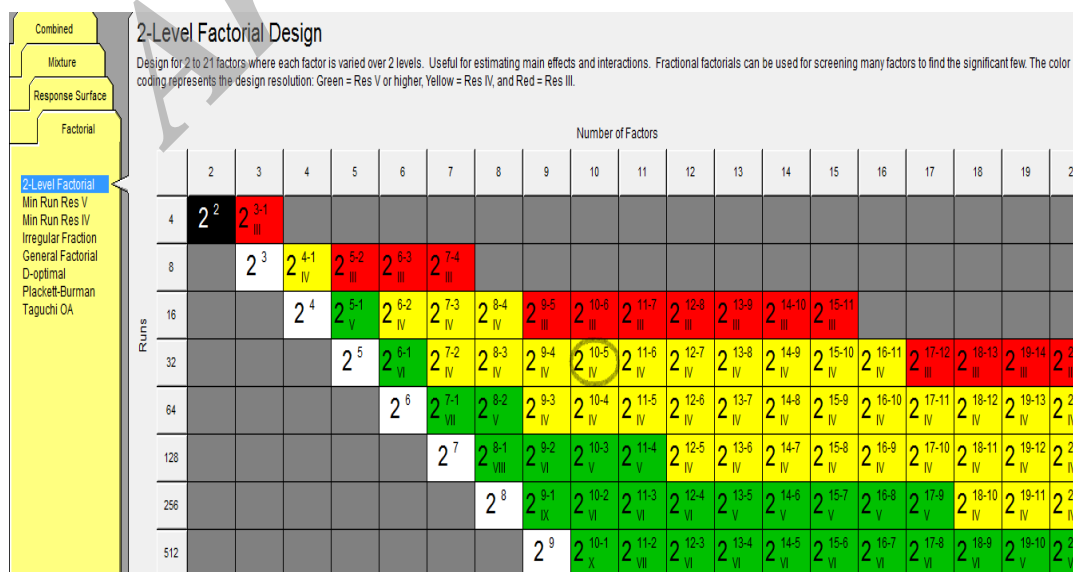 Combined
Mixture
Response Surface
Factorial
2-Level Factorial
Min Run Res V
Min Run Res IV
Irregular Fraction
General Factorial
D-optimal
Plackett-Burman
Taguchi OA
2-Level Factorial Design
Design for 2 to 21 factors where each factor is varied over 2 levels. Useful for estimating main effects and interactions. Fractional factorials can be used for screening many factors to find the significant few. The color
coding represents the design resolution: Green = Res V or higher, Yellow = Res IV, and Red = Res III.
Number of Factors
2 3 4 5 6 7 8 9 10 11 12 13 14 15 16 17 18 19 2
Runs
4 2 2 2 3-1 III
8 2 3 2 4-1 IV 2 5-2 III 2 6-3 III 2 7-4 III
16 2 4 2 5-1 V 2 6-2 IV 2 7-3 IV 2 8-4 IV 2 9-5 III 2 10-6 III 2 11-7 III 2 12-8 III 2 13-9 III 2 14-10 III 2 15-11 III
32 2 5 2 6-1 VI 2 7-2 IV 2 8-3 IV 2 9-4 IV 2 10-5 IV 2 11-6 IV 2 12-7 IV 2 13-8 IV 2 14-9 IV 2 15-10 IV 2 16-11 IV 2 17-12 III 2 18-13 III 2 19-14 III 2
64 2 6 2 7-1 VII 2 8-2 V 2 9-3 IV 2 10-4 IV 2 11-5 IV 2 12-6 IV 2 13-7 IV 2 14-8 IV 2 15-9 IV 2 16-10 IV 2 17-11 IV 2 18-12 IV 2 19-13 IV 2
128 2 7 2 8-1 VIII 2 9-2 VI 2 10-3 V 2 11-4 V 2 12-5 IV 2 13-6 IV 2 14-7 IV 2 15-8 IV 2 16-9 IV 2 17-10 IV 2 18-11 IV 2 19-12 IV 2
256 2 8 2 9-1 IX 2 10-2 VI 2 11-3 VI 2 12-4 VI 2 13-5 V 2 14-6 V 2 15-7 V 2 16-8 V 2 17-9 V 2 18-10 IV 2 19-11 IV 2
512 2 9 2 10-1 X 2 11-2 VII 2 12-3 VI 2 13-4 VI 2 14-5 VI 2 15-6 VI 2 16-7 VI 2 17-8 VI 2 18-9 VI 2 19-10 V 2